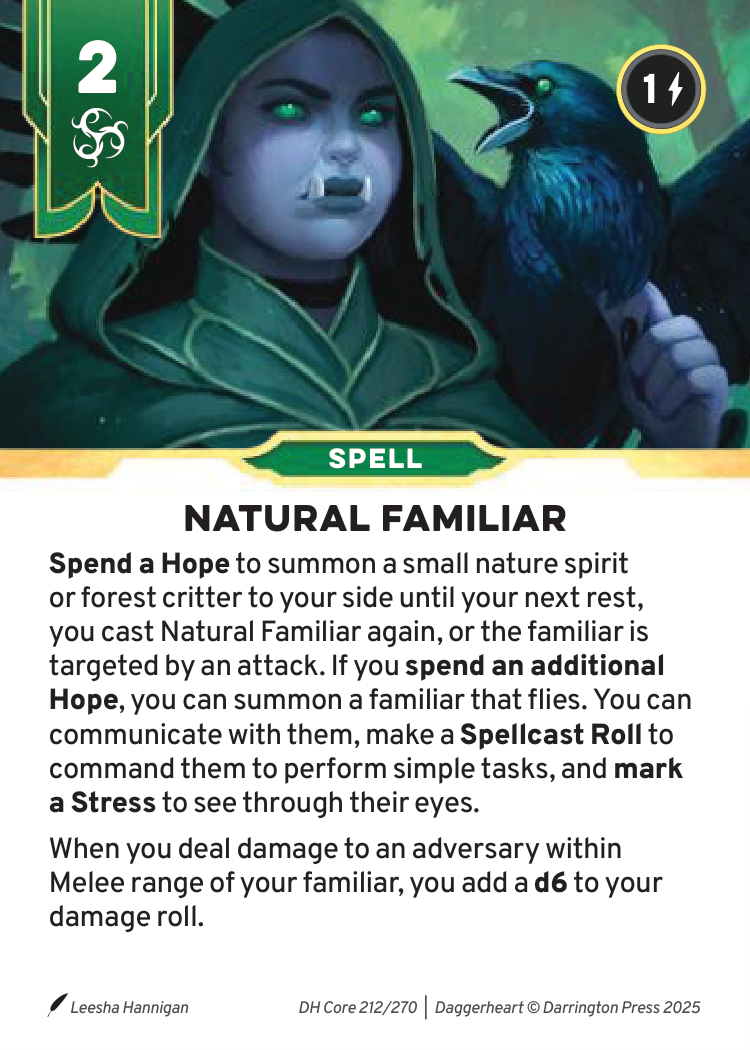 2
1
SPELL
NATURAL FAMILIAR
Spend a Hope to summon a small nature spirit
or forest critter to your side until your next rest,
you cast Natural Familiar again, or the familiar is
targeted by an attack. If you spend an additional
Hope, you can summon a familiar that flies. You can
communicate with them, make a Spellcast Roll to
command them to perform simple tasks, and mark
a Stress to see through their eyes.
When you deal damage to an adversary within
Melee range of your familiar, you add a d6 to your
damage roll.
Leesha Hannigan
DH Core 212/270 | Daggerheart © Darrington Press 2025